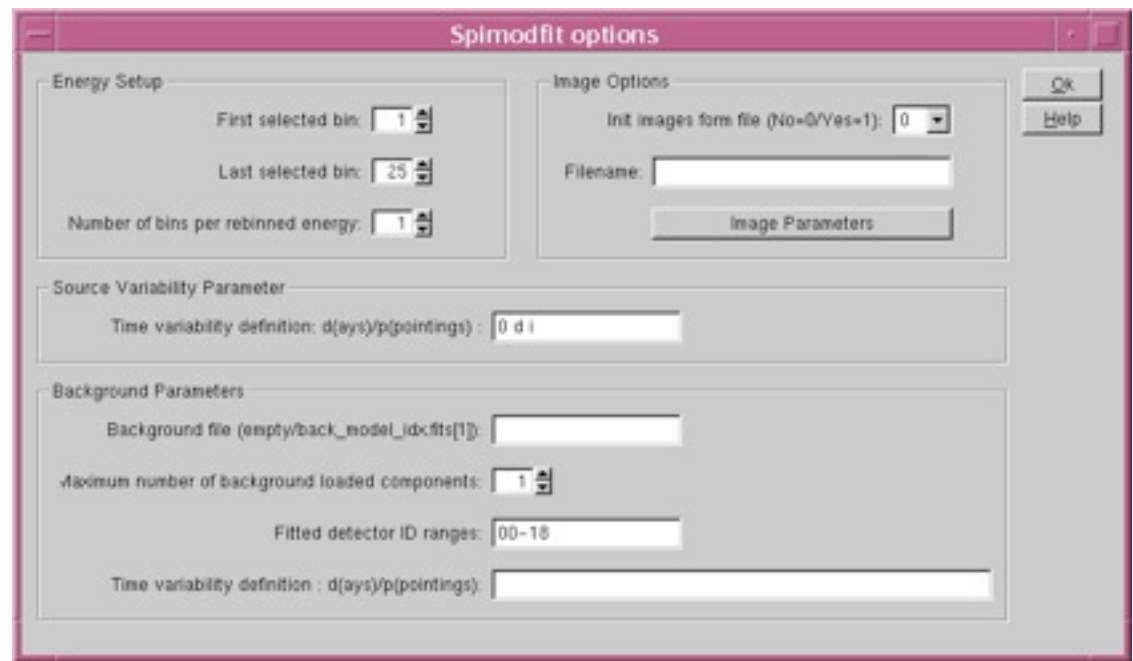 Spimodfit options
Energy Setup
First selected bin: 1
Last selected bin: 25
Number of bins per rebinned energy: 1
Image Options
Init images form file (No=0/Yes=1): 0
Filename:
Image Parameters
Ok
Help
Source Variability Parameter
Time variability definition: d(ays)/p(pointings) : 0 d i
Background Parameters
Background file (empty/back_model_idx.fits[1]):
Maximum number of background loaded components: 1
Fitted detector ID ranges: 00-18
Time variability definition : d(ays)/p(pointings):